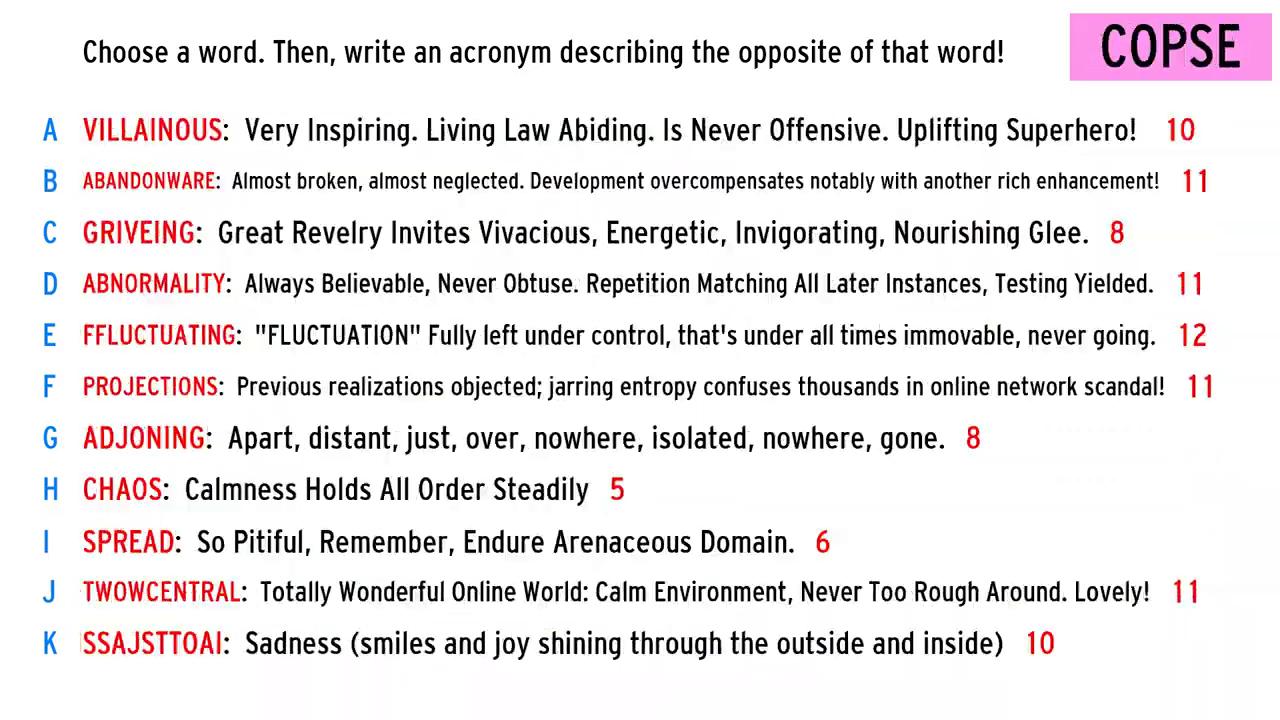 Choose a word. Then, write an acronym describing the opposite of that word!
COPSE
A VILLAINOUS: Very Inspiring. Living Law Abiding. Is Never Offensive. Uplifting Superhero! 10
B ABANDONWARE: Almost broken, almost neglected. Development overcompensates notably with another rich enhancement! 11
C GRIVEING: Great Revelry Invites Vivacious, Energetic, Invigorating, Nourishing Glee. 8
D ABNORMALITY: Always Believable, Never Obtuse. Repetition Matching All Later Instances, Testing Yielded. 11
E FFLUCTUATING: "FLUCTUATION" Fully left under control, that's under all times immovable, never going. 12
F PROJECTIONS: Previous realizations objected; jarring entropy confuses thousands in online network scandal! 11
G ADJONING: Apart, distant, just, over, nowhere, isolated, nowhere, gone. 8
H CHAOS: Calmness Holds All Order Steadily 5
I SPREAD: So Pitiful, Remember, Endure Arenaceous Domain. 6
J TWOWCENTRAL: Totally Wonderful Online World: Calm Environment, Never Too Rough Around. Lovely! 11
K SSAJSTTOAI: Sadness (smiles and joy shining through the outside and inside) 10